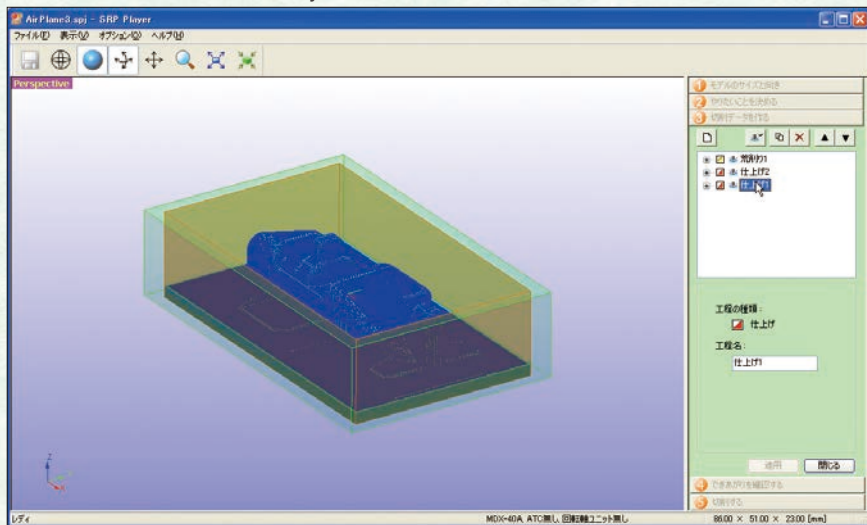 AirPlane3.spj - SRP Player
ファイル(F) 表示(V) オプション(O) ヘルプ(H)
Perspective
1 モデルのサイズと向き
2 やりたいことを決める
3 切削データを作る
荒削り1
仕上げ2
仕上げ1
工程の種類:
仕上げ
工程名:
仕上げ1
適用 閉じる
4 できあがりを確認する
5 切削する
Z
X
レディ MDX-40A, ATC無し, 回転軸ユニット無し 86.00 × 51.00 × 23.00 [mm]